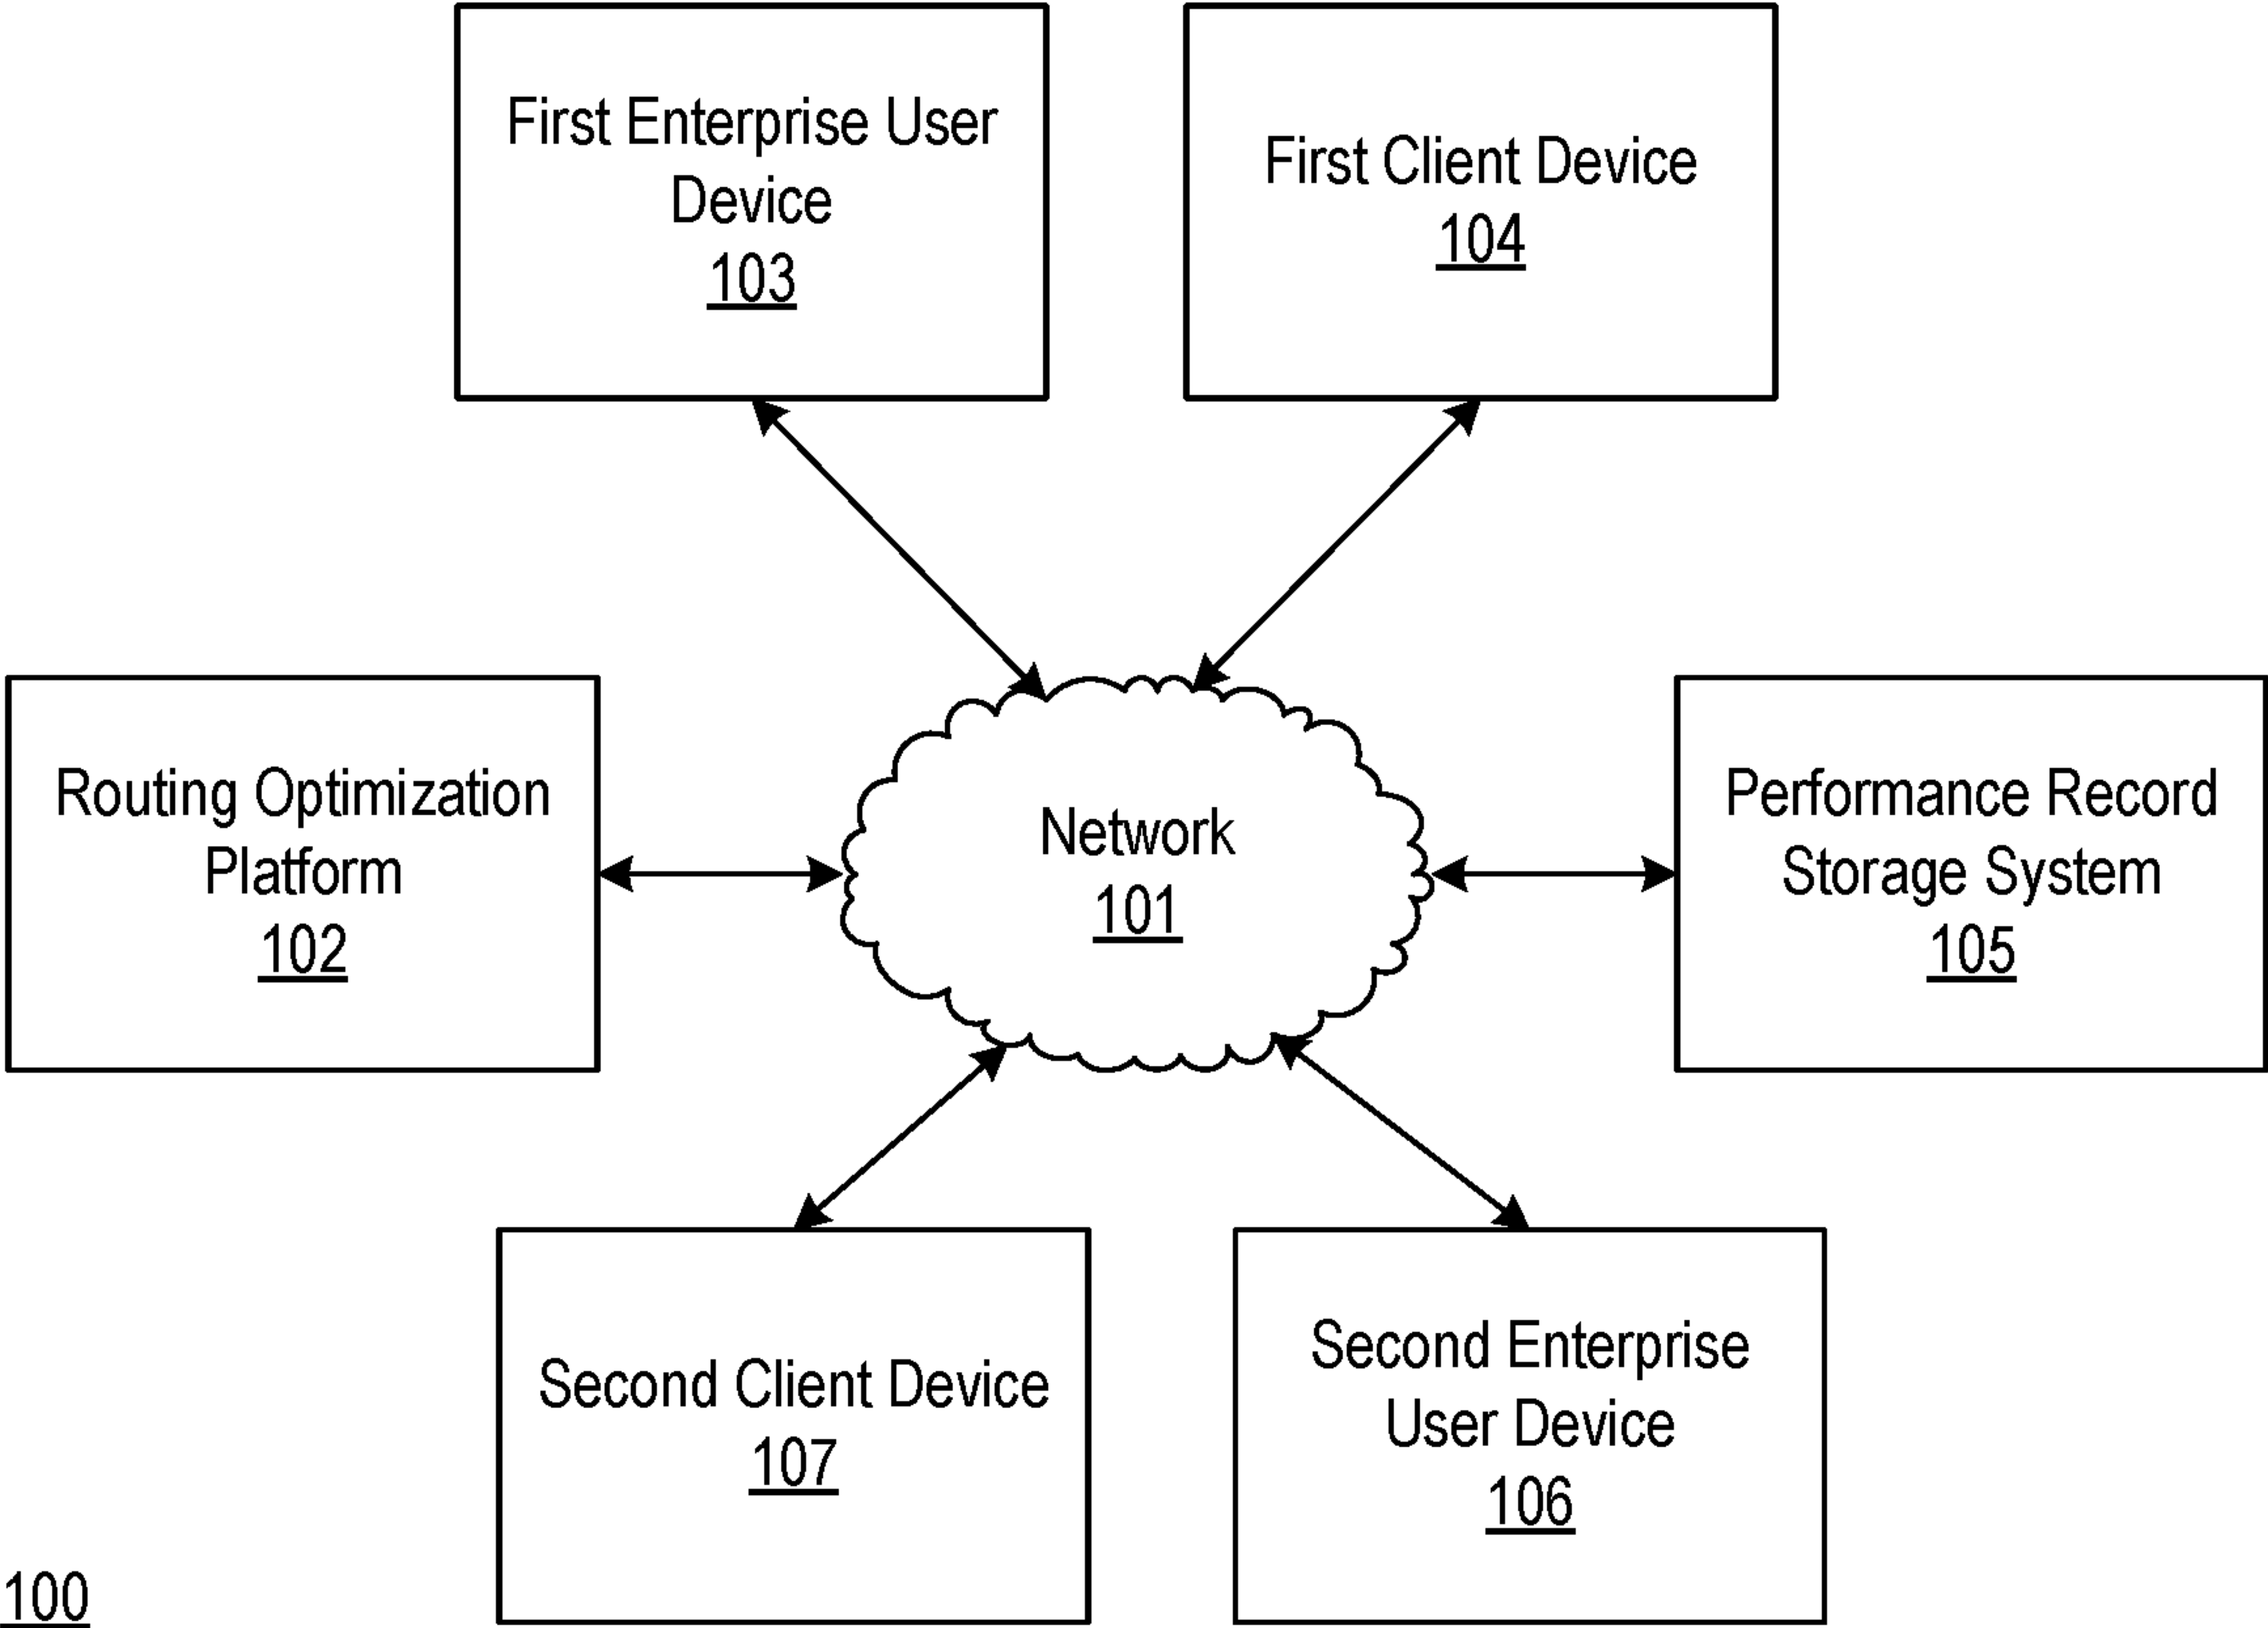 First Enterprise User
Device
103
First Client Device
104
Routing Optimization
Platform
102
Network
101
Performance Record
Storage System
105
Second Client Device
107
Second Enterprise
User Device
106
100